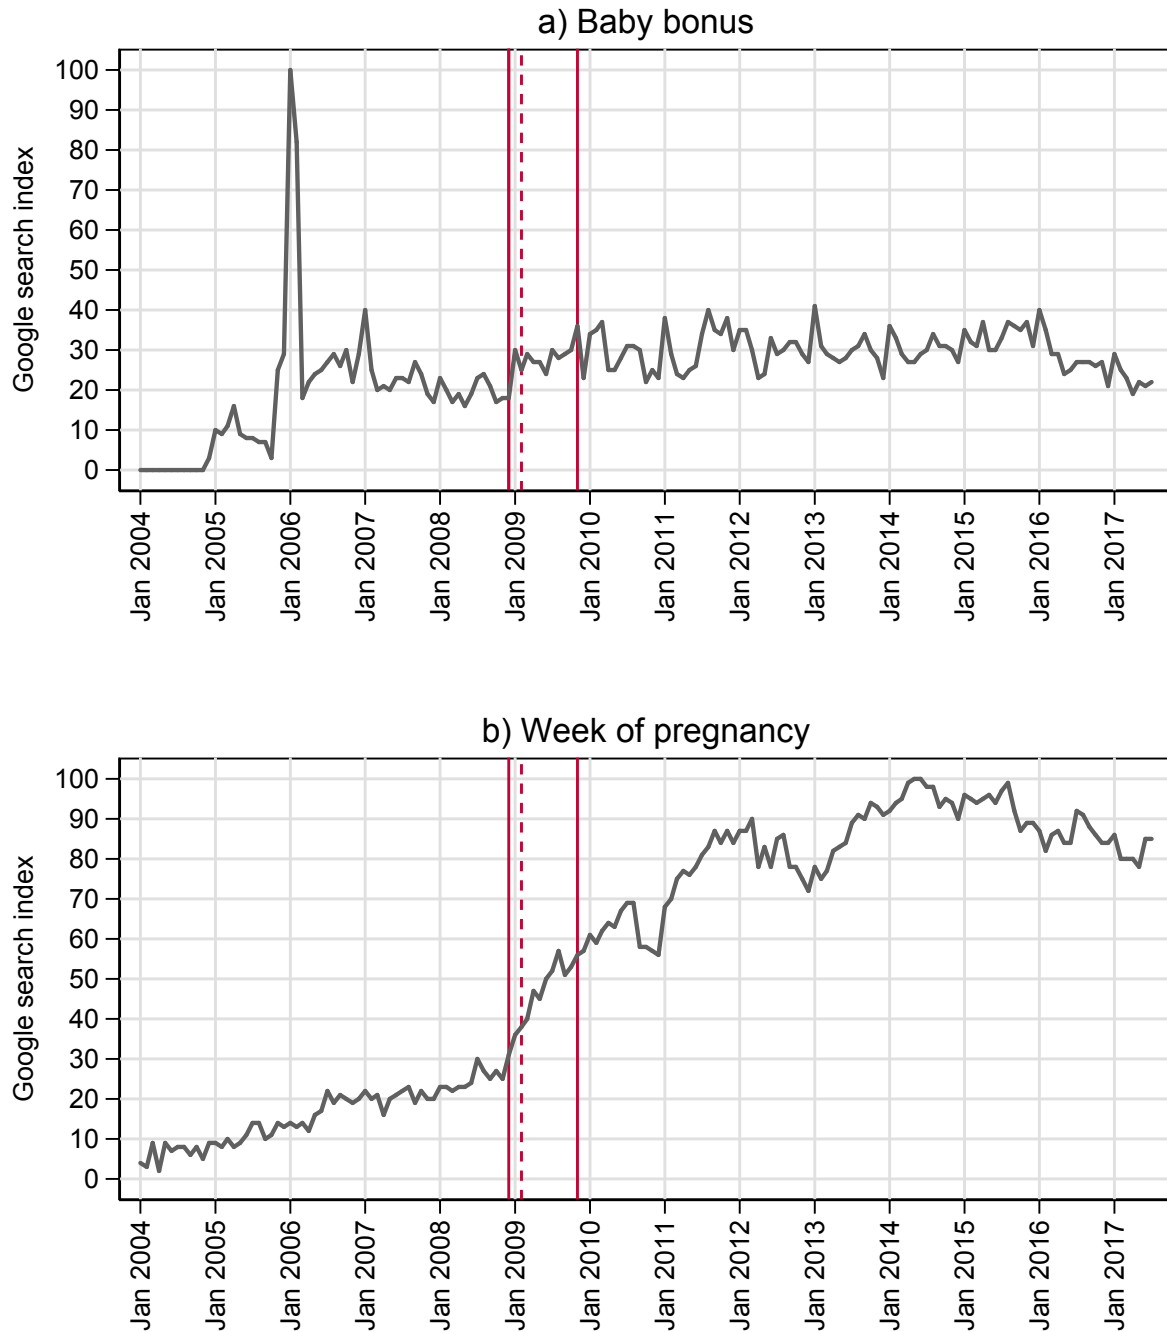 a) Baby bonus
Google search index
100
90
80
70
60
50
40
30
20
10
0
Jan 2004
Jan 2005
Jan 2006
Jan 2007
Jan 2008
Jan 2009
Jan 2010
Jan 2011
Jan 2012
Jan 2013
Jan 2014
Jan 2015
Jan 2016
Jan 2017
b) Week of pregnancy
Google search index
100
90
80
70
60
50
40
30
20
10
0
Jan 2004
Jan 2005
Jan 2006
Jan 2007
Jan 2008
Jan 2009
Jan 2010
Jan 2011
Jan 2012
Jan 2013
Jan 2014
Jan 2015
Jan 2016
Jan 2017